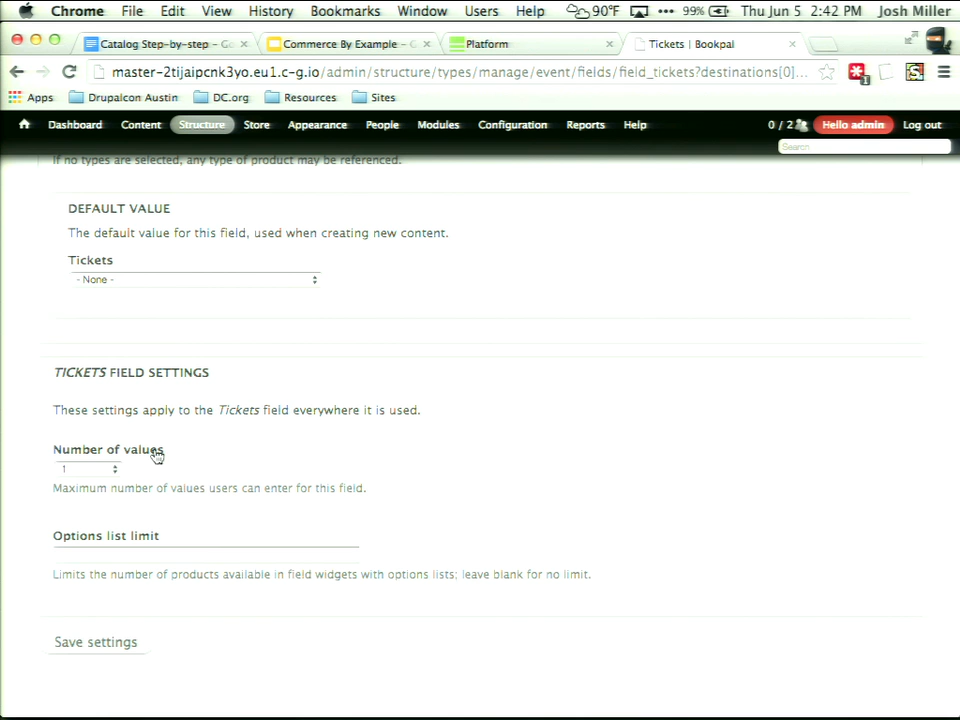 Chrome File Edit View History Bookmarks Window Users Help 90°F 99% Thu Jun 5 2:42 PM Josh Miller
Catalog Step-by-step - Go Commerce By Example - G Platform Tickets | Bookpal
master-2tijaipcnk3yo.eu1.c-g.io/admin/structure/types/manage/event/fields/field_tickets?destinations[0]... 1
Apps Drupalcon Austin DC.org Resources Sites
Dashboard Content Structure Store Appearance People Modules Configuration Reports Help 0 / 2 Hello admin Log out
Search
If no types are selected, any type of product may be referenced.
DEFAULT VALUE
The default value for this field, used when creating new content.
Tickets
- None -
TICKETS FIELD SETTINGS
These settings apply to the Tickets field everywhere it is used.
Number of values
1
Maximum number of values users can enter for this field.
Options list limit
Limits the number of products available in field widgets with options lists; leave blank for no limit.
Save settings